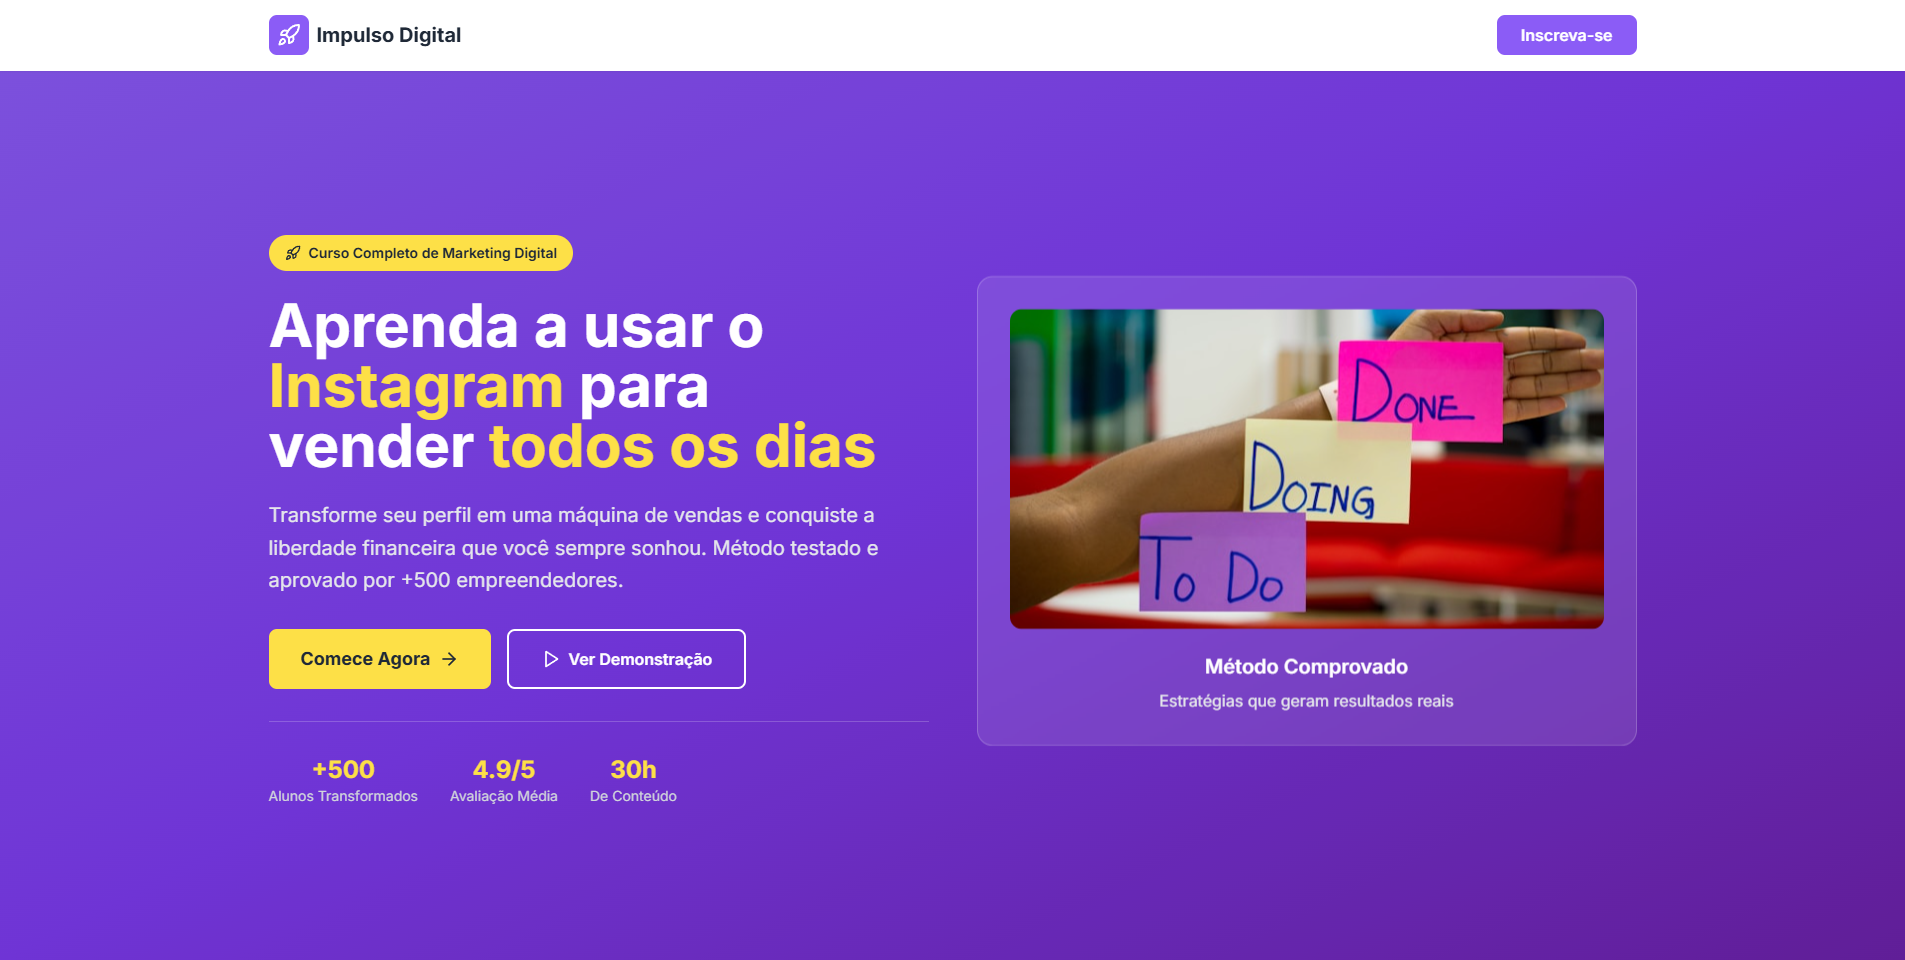 Impulso Digital
Inscreva-se
Curso Completo de Marketing Digital
Aprenda a usar o
Instagram para
vender todos os dias
Transforme seu perfil em uma máquina de vendas e conquiste a
liberdade financeira que você sempre sonhou. Método testado e
aprovado por +500 empreendedores.
Comece Agora
Ver Demonstração
+500
Alunos Transformados
4.9/5
Avaliação Média
30h
De Conteúdo
DONE
DOING
TO DO
Método Comprovado
Estratégias que geram resultados reais